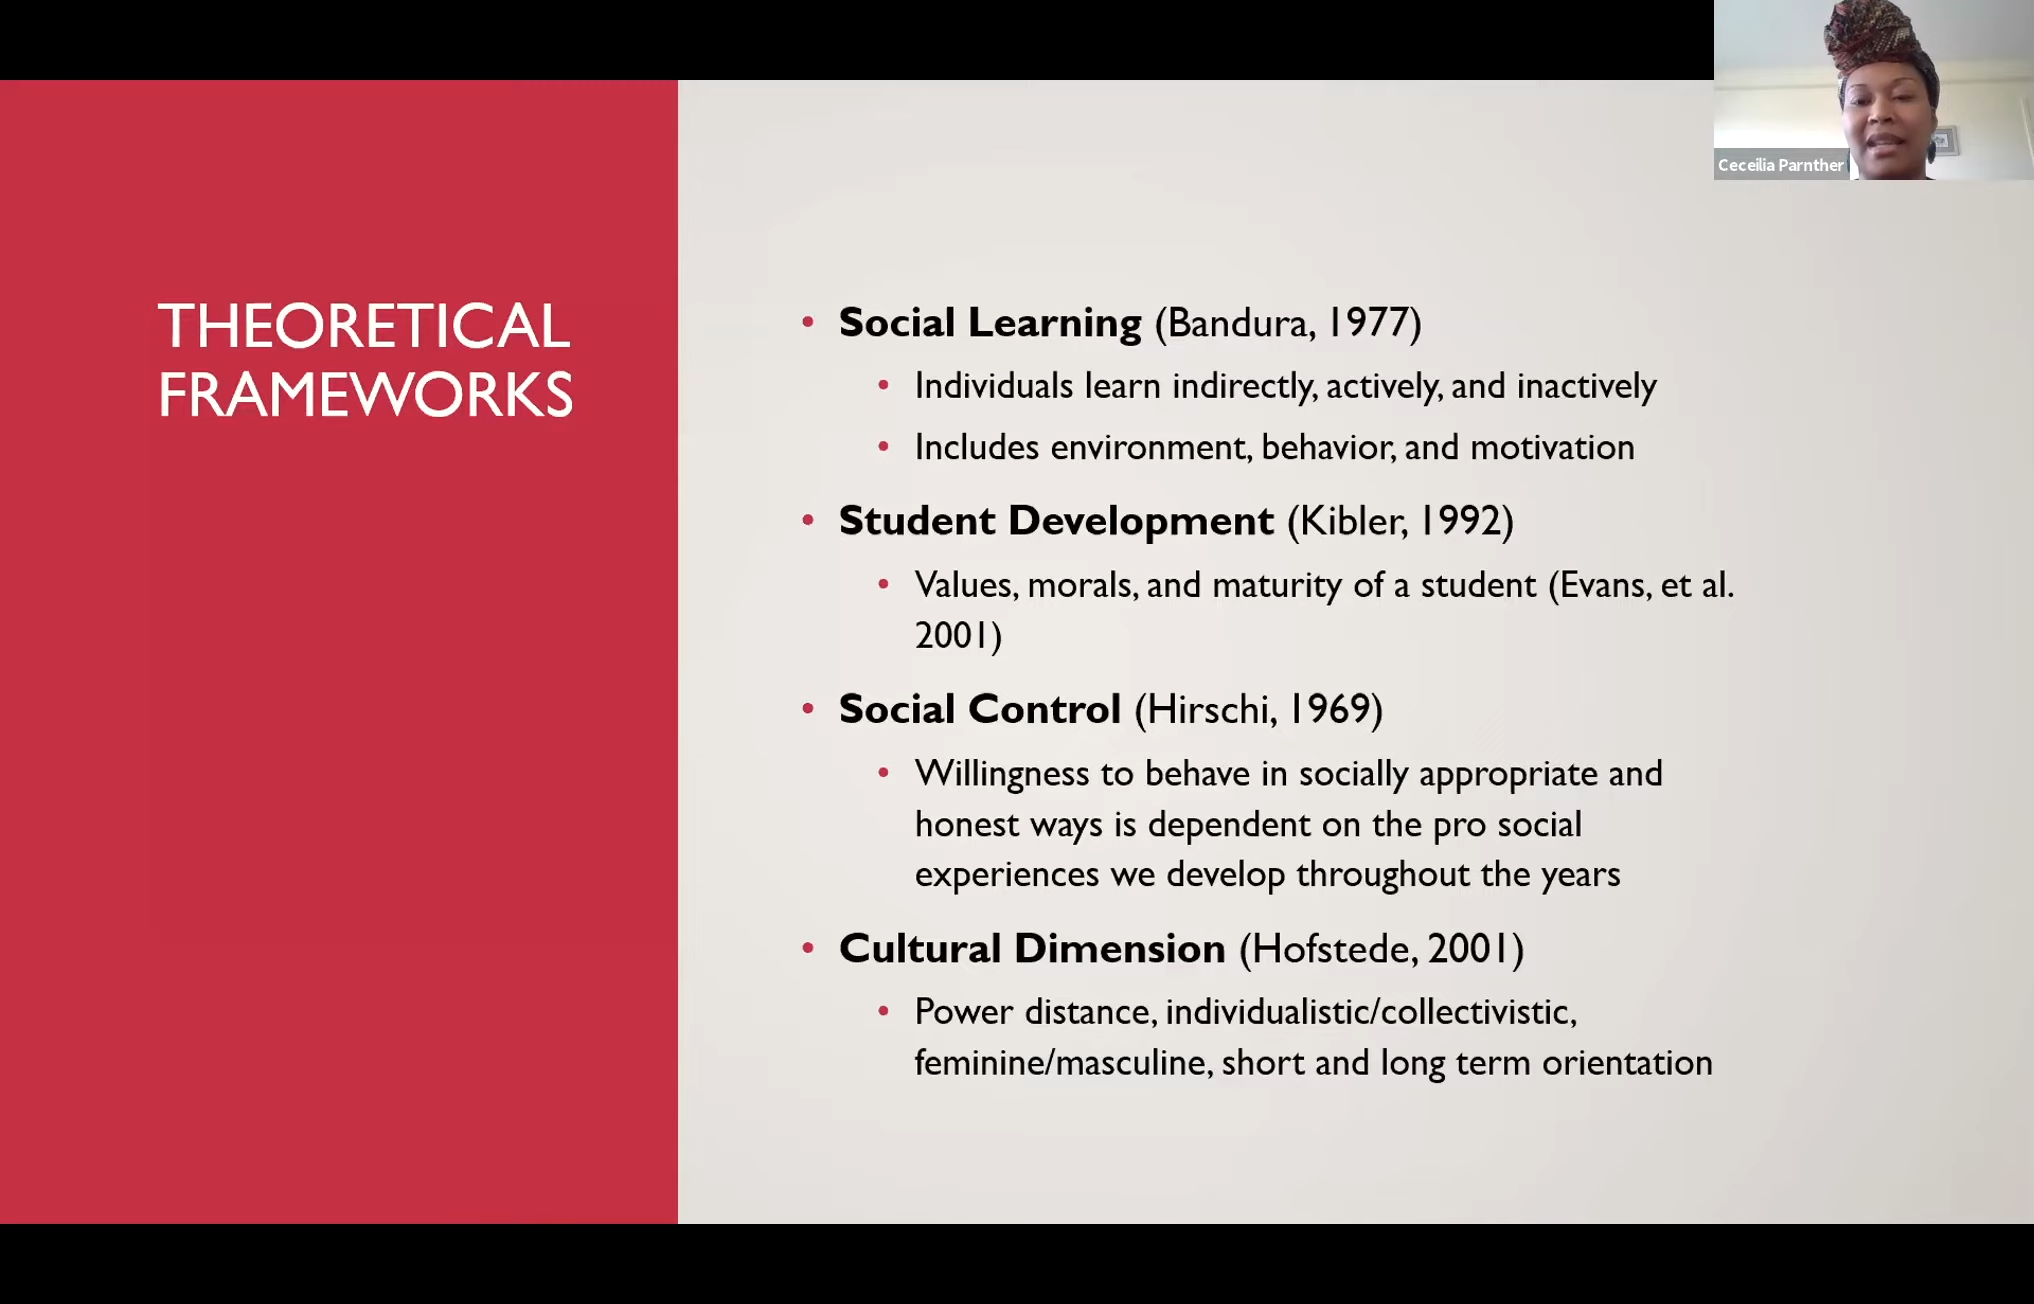 Ceceilia Parnther
THEORETICAL
FRAMEWORKS
• Social Learning (Bandura, 1977)
• Individuals learn indirectly, actively, and inactively
• Includes environment, behavior, and motivation
• Student Development (Kibler, 1992)
• Values, morals, and maturity of a student (Evans, et al.
2001)
• Social Control (Hirschi, 1969)
• Willingness to behave in socially appropriate and
honest ways is dependent on the pro social
experiences we develop throughout the years
• Cultural Dimension (Hofstede, 2001)
• Power distance, individualistic/collectivistic,
feminine/masculine, short and long term orientation